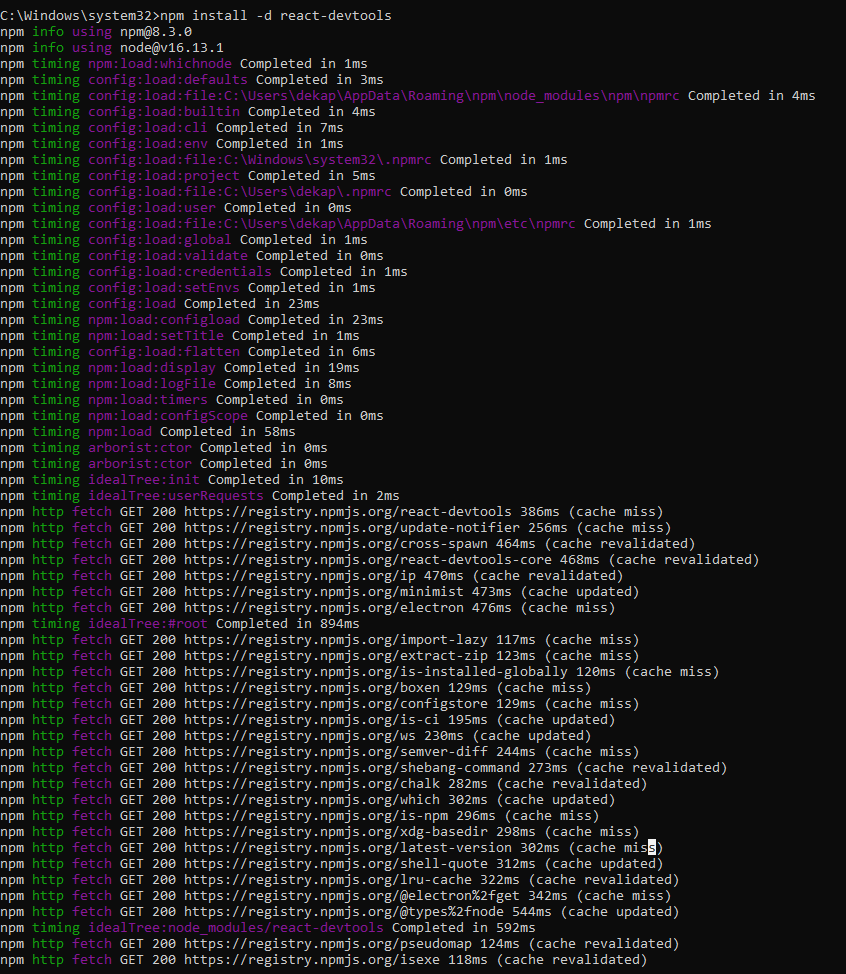 C:\Windows\system32>npm install -d react-devtools
npm info using npm@8.3.0
npm info using node@v16.13.1
npm timing npm:load:whichnode Completed in 1ms
npm timing config:load:defaults Completed in 3ms
npm timing config:load:file:C:\Users\dekap\AppData\Roaming\npm\node_modules\npm\npmrc Completed in 4ms
npm timing config:load:builtin Completed in 4ms
npm timing config:load:cli Completed in 7ms
npm timing config:load:env Completed in 1ms
npm timing config:load:file:C:\Windows\system32\.npmrc Completed in 1ms
npm timing config:load:project Completed in 5ms
npm timing config:load:file:C:\Users\dekap\.npmrc Completed in 0ms
npm timing config:load:user Completed in 0ms
npm timing config:load:file:C:\Users\dekap\AppData\Roaming\npm\etc\npmrc Completed in 1ms
npm timing config:load:global Completed in 1ms
npm timing config:load:validate Completed in 0ms
npm timing config:load:credentials Completed in 1ms
npm timing config:load:setEnvs Completed in 1ms
npm timing config:load Completed in 23ms
npm timing npm:load:configload Completed in 23ms
npm timing npm:load:setTitle Completed in 1ms
npm timing config:load:flatten Completed in 6ms
npm timing npm:load:display Completed in 19ms
npm timing npm:load:logFile Completed in 8ms
npm timing npm:load:timers Completed in 0ms
npm timing npm:load:configScope Completed in 0ms
npm timing npm:load Completed in 58ms
npm timing arborist:ctor Completed in 0ms
npm timing arborist:ctor Completed in 0ms
npm timing idealTree:init Completed in 10ms
npm timing idealTree:userRequests Completed in 2ms
npm http fetch GET 200 https://registry.npmjs.org/react-devtools 386ms (cache miss)
npm http fetch GET 200 https://registry.npmjs.org/update-notifier 256ms (cache miss)
npm http fetch GET 200 https://registry.npmjs.org/cross-spawn 464ms (cache revalidated)
npm http fetch GET 200 https://registry.npmjs.org/react-devtools-core 468ms (cache revalidated)
npm http fetch GET 200 https://registry.npmjs.org/ip 470ms (cache revalidated)
npm http fetch GET 200 https://registry.npmjs.org/minimist 473ms (cache updated)
npm http fetch GET 200 https://registry.npmjs.org/electron 476ms (cache miss)
npm timing idealTree:#root Completed in 894ms
npm http fetch GET 200 https://registry.npmjs.org/import-lazy 117ms (cache miss)
npm http fetch GET 200 https://registry.npmjs.org/extract-zip 123ms (cache miss)
npm http fetch GET 200 https://registry.npmjs.org/is-installed-globally 120ms (cache miss)
npm http fetch GET 200 https://registry.npmjs.org/boxen 129ms (cache miss)
npm http fetch GET 200 https://registry.npmjs.org/configstore 129ms (cache miss)
npm http fetch GET 200 https://registry.npmjs.org/is-ci 195ms (cache updated)
npm http fetch GET 200 https://registry.npmjs.org/ws 230ms (cache updated)
npm http fetch GET 200 https://registry.npmjs.org/semver-diff 244ms (cache miss)
npm http fetch GET 200 https://registry.npmjs.org/shebang-command 273ms (cache revalidated)
npm http fetch GET 200 https://registry.npmjs.org/chalk 282ms (cache revalidated)
npm http fetch GET 200 https://registry.npmjs.org/which 302ms (cache updated)
npm http fetch GET 200 https://registry.npmjs.org/is-npm 296ms (cache miss)
npm http fetch GET 200 https://registry.npmjs.org/xdg-basedir 298ms (cache miss)
npm http fetch GET 200 https://registry.npmjs.org/latest-version 302ms (cache miss)
npm http fetch GET 200 https://registry.npmjs.org/shell-quote 312ms (cache updated)
npm http fetch GET 200 https://registry.npmjs.org/lru-cache 322ms (cache revalidated)
npm http fetch GET 200 https://registry.npmjs.org/@electron%2fget 342ms (cache miss)
npm http fetch GET 200 https://registry.npmjs.org/@types%2fnode 544ms (cache updated)
npm timing idealTree:node_modules/react-devtools Completed in 592ms
npm http fetch GET 200 https://registry.npmjs.org/pseudomap 124ms (cache revalidated)
npm http fetch GET 200 https://registry.npmjs.org/isexe 118ms (cache revalidated)